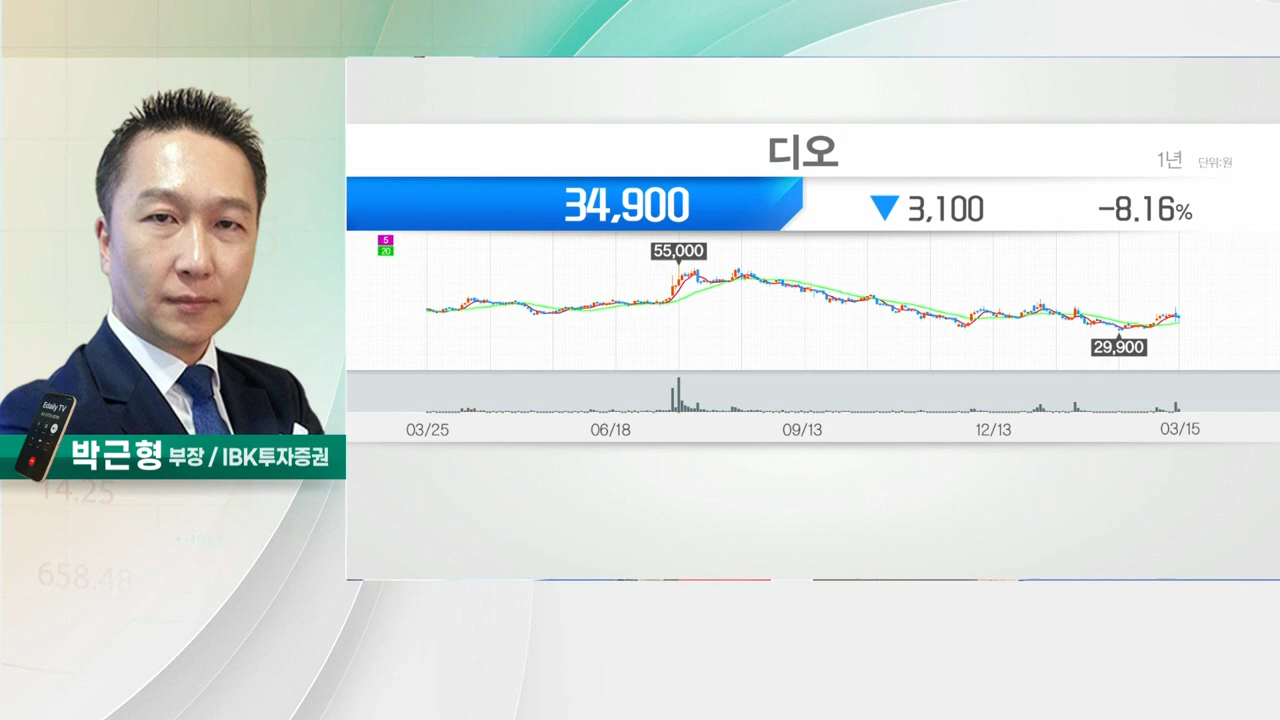 디오
1년 단위:원
34,900 ▼ 3,100 -8.16%
5
20
55,000
29,900
03/25 06/18 09/13 12/13 03/15
Edaily TV
박근형 부장 / IBK투자증권
14.25
658.48